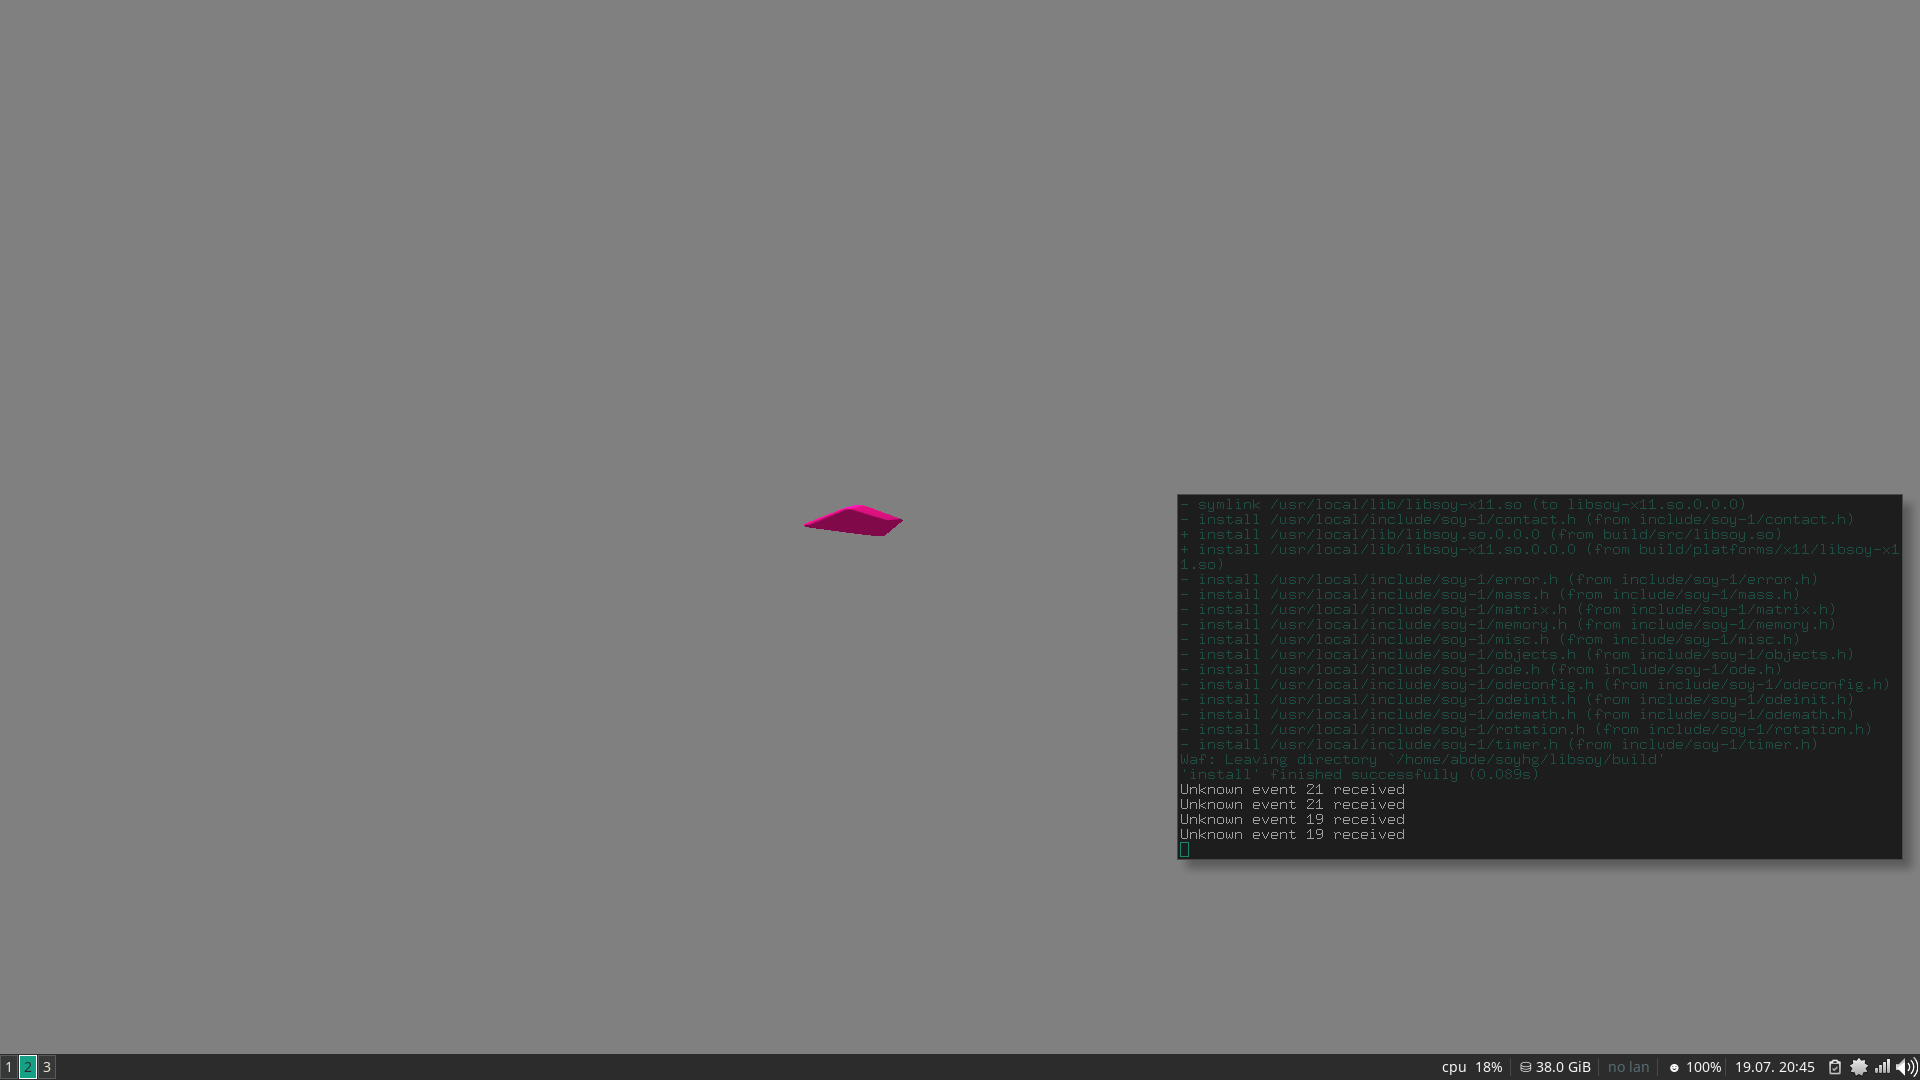 - symlink /usr/local/lib/libsoy-x11.so (to libsoy-x11.so.0.0.0)
- install /usr/local/include/soy-1/contact.h (from include/soy-1/contact.h)
+ install /usr/local/lib/libsoy.so.0.0.0 (from build/src/libsoy.so)
+ install /usr/local/lib/libsoy-x11.so.0.0.0 (from build/platforms/x11/libsoy-x1
1.so)
- install /usr/local/include/soy-1/error.h (from include/soy-1/error.h)
- install /usr/local/include/soy-1/mass.h (from include/soy-1/mass.h)
- install /usr/local/include/soy-1/matrix.h (from include/soy-1/matrix.h)
- install /usr/local/include/soy-1/memory.h (from include/soy-1/memory.h)
- install /usr/local/include/soy-1/misc.h (from include/soy-1/misc.h)
- install /usr/local/include/soy-1/objects.h (from include/soy-1/objects.h)
- install /usr/local/include/soy-1/ode.h (from include/soy-1/ode.h)
- install /usr/local/include/soy-1/odeconfig.h (from include/soy-1/odeconfig.h)
- install /usr/local/include/soy-1/odeinit.h (from include/soy-1/odeinit.h)
- install /usr/local/include/soy-1/odemath.h (from include/soy-1/odemath.h)
- install /usr/local/include/soy-1/rotation.h (from include/soy-1/rotation.h)
- install /usr/local/include/soy-1/timer.h (from include/soy-1/timer.h)
Waf: Leaving directory `/home/abde/soyhg/libsoy/build'
'install' finished successfully (0.089s)
Unknown event 21 received
Unknown event 21 received
Unknown event 19 received
Unknown event 19 received
1 2 3 cpu 18% 38.0 GiB no lan 100% 19.07. 20:45